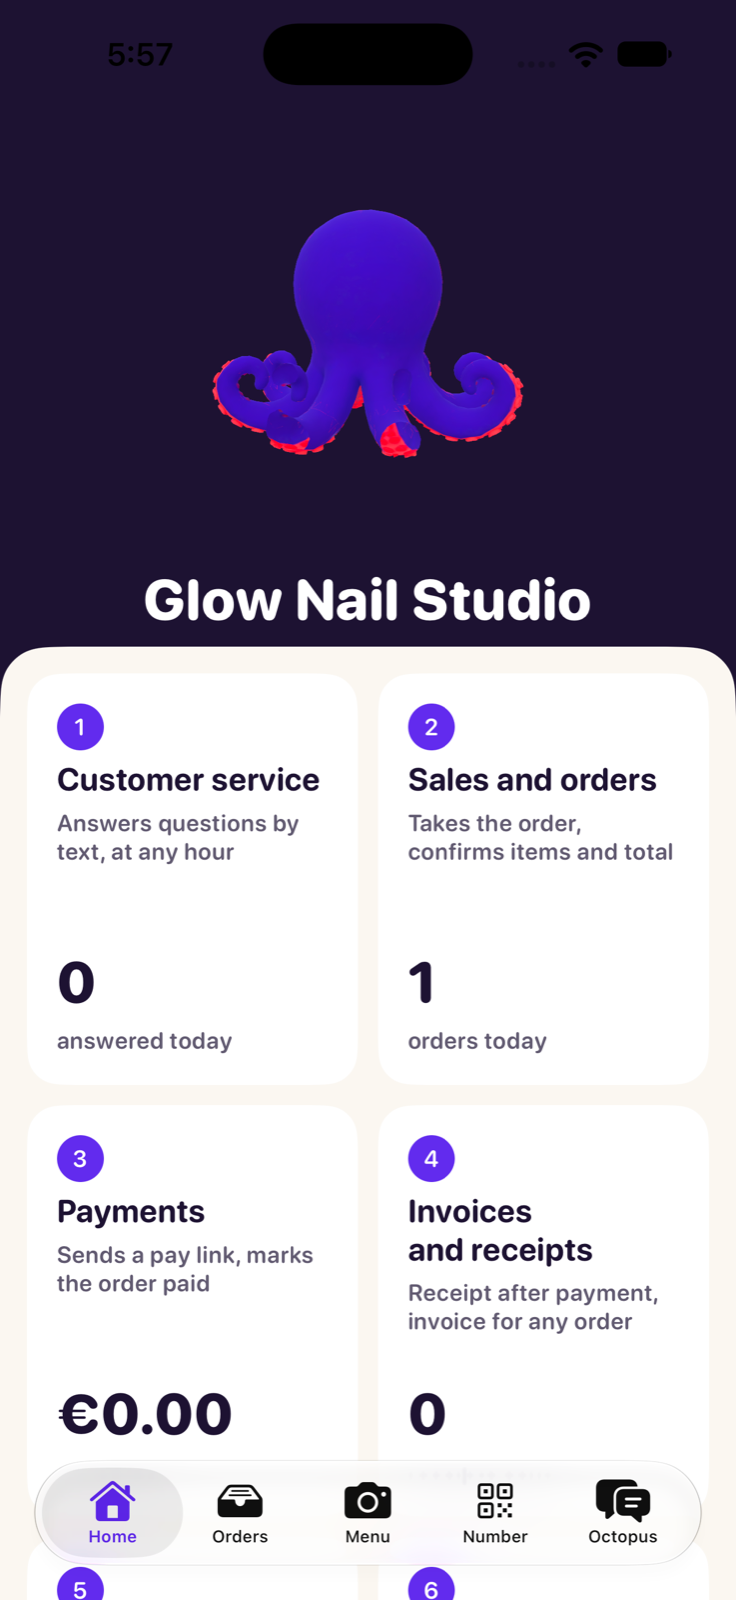 5:57
Glow Nail Studio
1
Customer service
Answers questions by
text, at any hour
0
answered today
2
Sales and orders
Takes the order,
confirms items and total
1
orders today
3
Payments
Sends a pay link, marks
the order paid
€0.00
4
Invoices
and receipts
Receipt after payment,
invoice for any order
0
Home
Orders
Menu
Number
Octopus
5
6